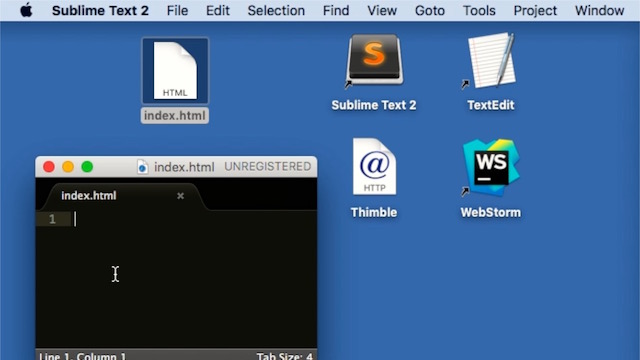 Sublime Text 2 File Edit Selection Find View Goto Tools Project Window
HTML
index.html
S
Sublime Text 2
TextEdit
index.html UNREGISTERED
index.html ×
1
Line 1, Column 1 Tab Size: 4
@
HTTP
Thimble
WS
WebStorm